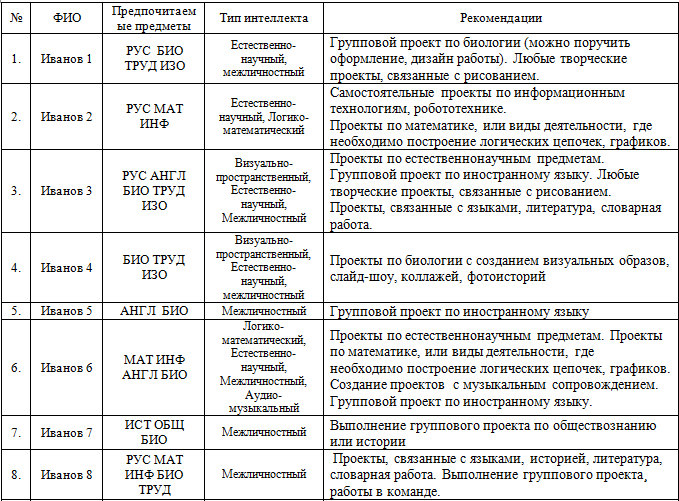 № ФИО Предпочитаем Тип интеллекта Рекомендации
ые предметы
1. Иванов 1 РУС БИО
ТРУД ИЗО
Естественно-
научный,
межличностный
Групповой проект по биологии (можно поручить
оформление, дизайн работы). Любые творческие
проекты, связанные с рисованием.
2. Иванов 2 РУС МАТ
ИНФ
Естественно-
научный, Логико-
математический
Самостоятельные проекты по информационным
технологиям, робототехнике.
Проекты по математике, или виды деятельности, где
необходимо построение логических цепочек, графиков.
3. Иванов 3 РУС АНГЛ
БИО ТРУД
ИЗО
Визуально-
пространственный,
Естественно-
научный,
Межличностный
Проекты по естественнонаучным предметам.
Групповой проект по иностранному языку. Любые
творческие проекты, связанные с рисованием.
Проекты, связанные с языками, литература, словарная
работа.
4. Иванов 4 БИО ТРУД
ИЗО
Визуально-
пространственный,
Естественно-
научный,
межличностный
Проекты по биологии с созданием визуальных образов,
слайд-шоу, коллажей, фотоисторий
5. Иванов 5 АНГЛ БИО Межличностный Групповой проект по иностранному языку
6. Иванов 6 МАТ ИНФ
АНГЛ БИО
Логико-
математический,
Естественно-
научный,
Межличностный,
Аудио-
музыкальный
Проекты по естественнонаучным предметам. Проекты
по математике, или виды деятельности, где
необходимо построение логических цепочек, графиков.
Создание проектов с музыкальным сопровождением.
Групповой проект по иностранному языку.
7. Иванов 7 ИСТ ОБЩ
БИО
Межличностный
Выполнение группового проекта по обществознанию
или истории
8. Иванов 8 РУС МАТ
ИНФ БИО
ТРУД
Межличностный
Проекты, связанные с языками, историей, литература,
словарная работа. Выполнение группового проекта,
работы в команде.